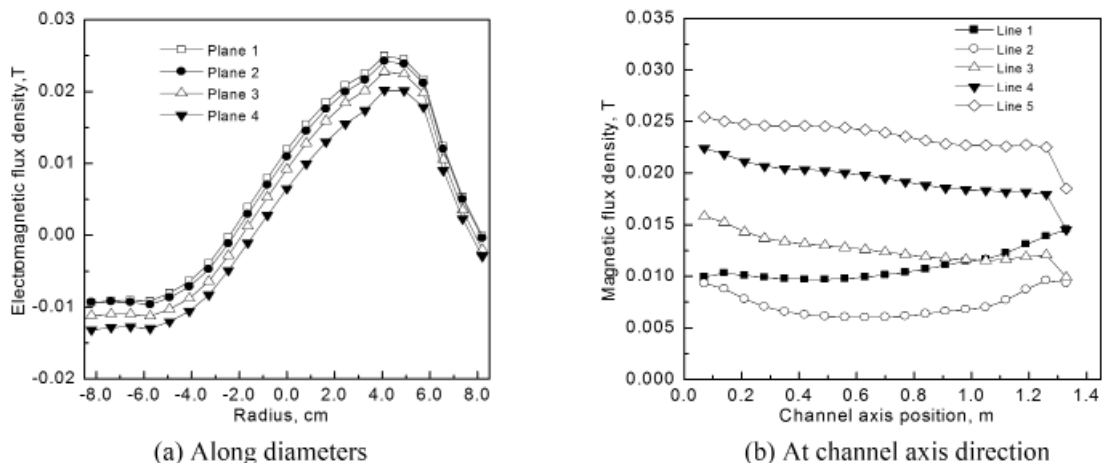 0.03
0.02
0.01
0.00
-0.01
-0.02
Electromagnetic flux density,T
Plane 1
Plane 2
Plane 3
Plane 4
-8.0 -6.0 -4.0 -2.0 0.0 2.0 4.0 6.0 8.0
Radius, cm
(a) Along diameters
0.035
0.030
0.025
0.020
0.015
0.010
0.005
0.000
Magnetic flux density, T
Line 1
Line 2
Line 3
Line 4
Line 5
0.0 0.2 0.4 0.6 0.8 1.0 1.2 1.4
Channel axis position, m
(b) At channel axis direction